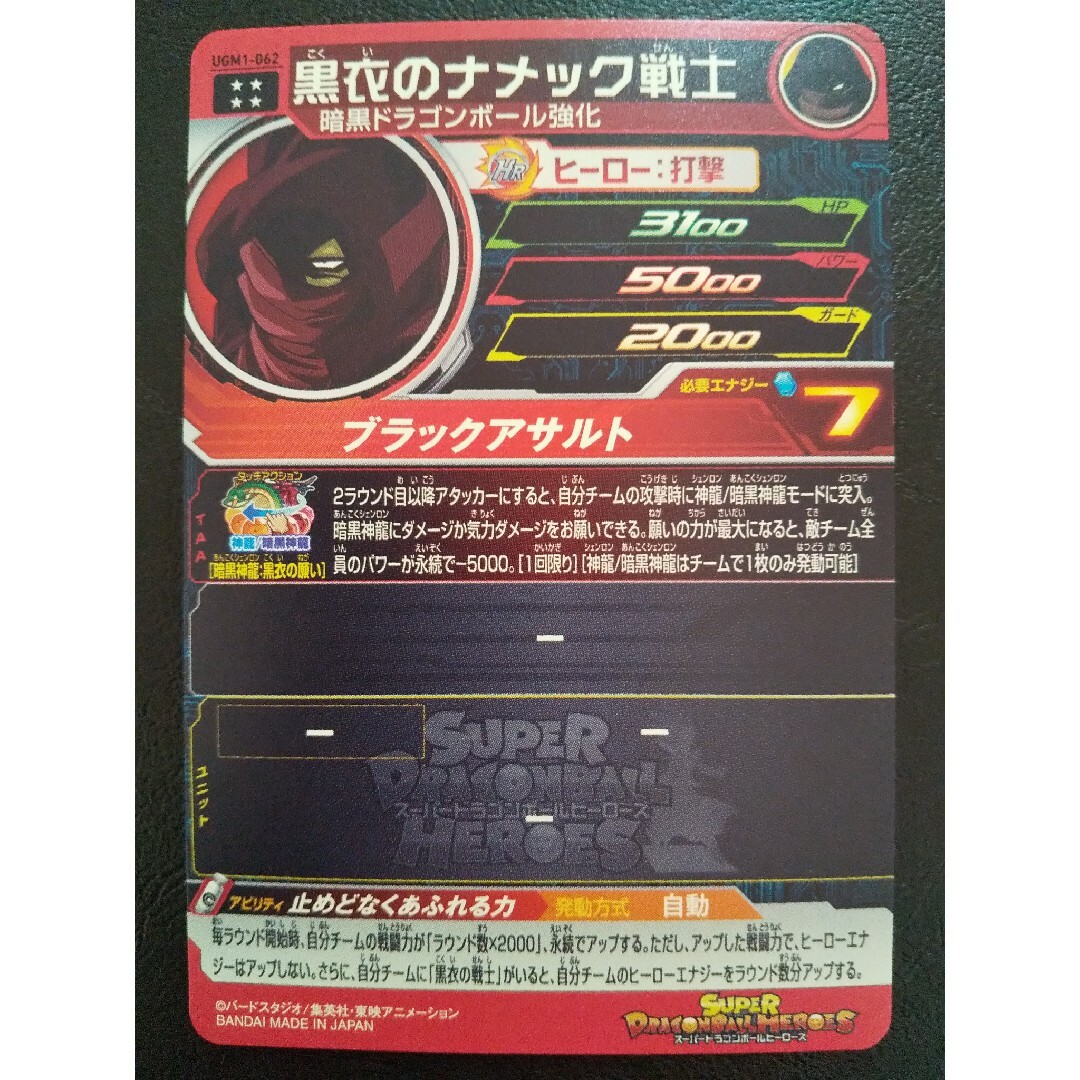 UGM1-062
黒衣のナメック戦士
暗黒ドラゴンボール強化
HR ヒーロー:打撃
HP
3100
パワー
5000
ガード
2000
必要エナジー 7
ブラックアサルト
タッチアクション
神龍/暗黒神龍
[暗黒神龍:黒衣の願い]
2ラウンド目以降アタッカーにすると、自分チームの攻撃時に神龍/暗黒神龍モードに突入。
暗黒神龍にダメージか気力ダメージをお願いできる。願いの力が最大になると、敵チーム全
員のパワーが永続で−5000。[1回限り][神龍/暗黒神龍はチームで1枚のみ発動可能]
ー
ユニット
ー ー
ー
SUPER
DRAGONBALL
スーパードラゴンボールヒーローズ
HEROES
アビリティ 止めどなくあふれる力 発動方式 自動
毎ラウンド開始時、自分チームの戦闘力が「ラウンド数×2000」、永続でアップする。ただし、アップした戦闘力で、ヒーローエナ
ジーはアップしない。さらに、自分チームに「黒衣の戦士」がいると、自分チームのヒーローエナジーをラウンド数分アップする。
©バードスタジオ/集英社・東映アニメーション
BANDAI MADE IN JAPAN
SUPER
DRAGONBALL HEROES
スーパードラゴンボールヒーローズ